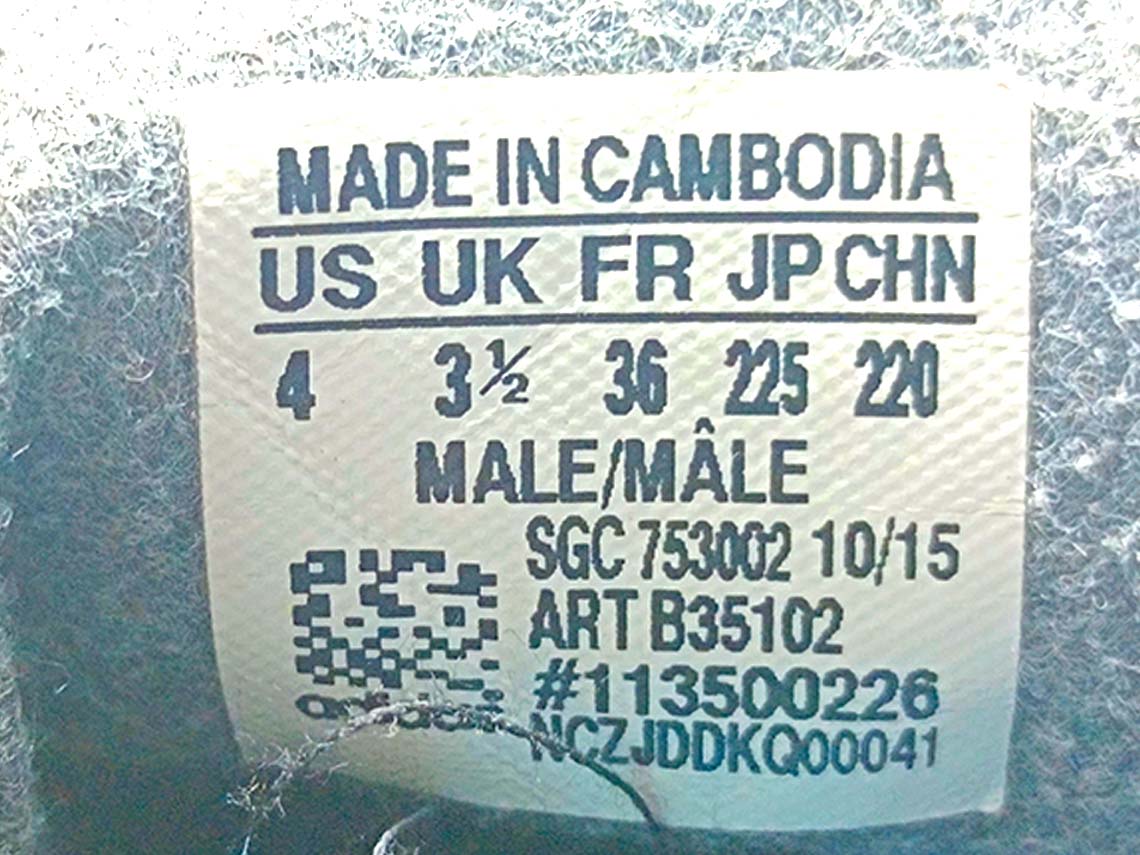 MADE IN CAMBODIA
US UK FR JP CHN
4 3½ 36 225 220
MALE/MÂLE
SGC 753002 10/15
ART B35102
#113500226
NCZJDDKQ00041
adidas